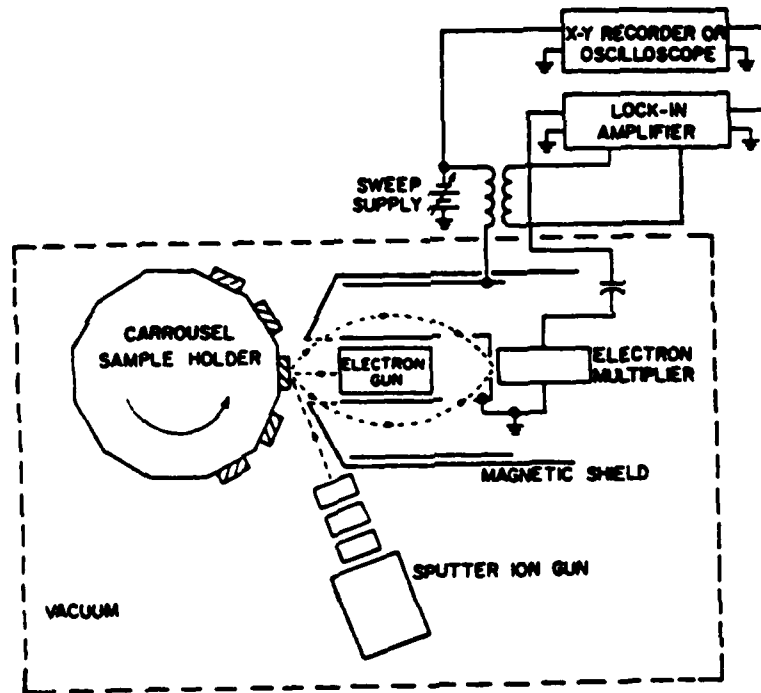 X-Y RECORDER OR
OSCILLOSCOPE
LOCK-IN
AMPLIFIER
SWEEP
SUPPLY
CARROUSEL
SAMPLE HOLDER
ELECTRON
GUN
ELECTRON
MULTIPLIER
MAGNETIC SHIELD
SPUTTER ION GUN
VACUUM